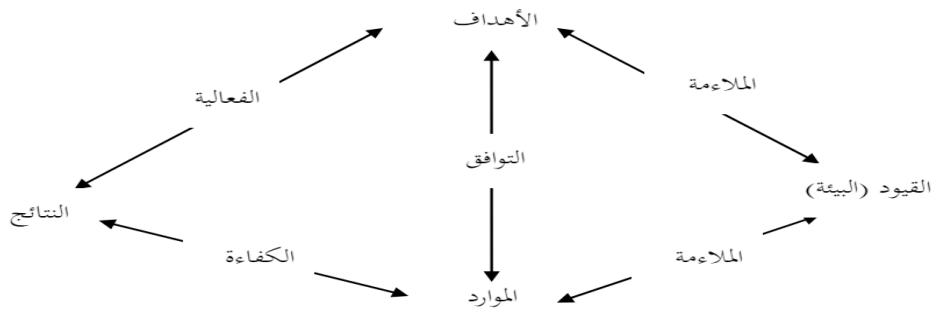 الأهداف
الملاءمة
الفعالية
التوافق
القيود (البيئة)
النتائج
الملاءمة
الكفاءة
الموارد